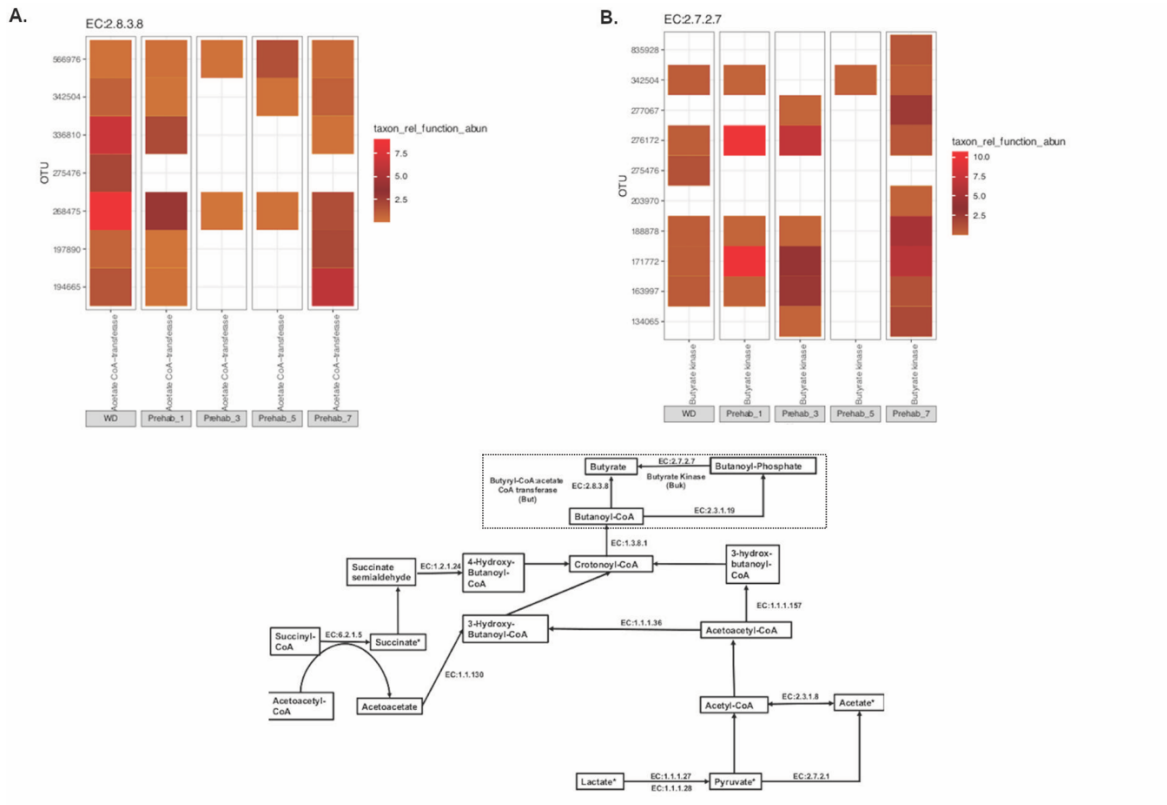 A.
EC:2.8.3.8
566976
342504
336810
275476
268475
197890
194665
OTU
Acetate CoA-transferase
Acetate CoA-transferase
Acetate CoA-transferase
Acetate CoA-transferase
Acetate CoA-transferase
WD
Prehab_1
Prehab_3
Prehab_5
Prehab_7
taxon_rel_function_abun
7.5
5.0
2.5
B.
EC:2.7.2.7
835928
342504
277067
276172
275476
203970
188878
171772
163997
134065
OTU
Butyrate kinase
Butyrate kinase
Butyrate kinase
Butyrate kinase
Butyrate kinase
WD
Prehab_1
Prehab_3
Prehab_5
Prehab_7
taxon_rel_function_abun
10.0
7.5
5.0
2.5
Butyrate
EC:2.7.2.7
Butanoyl-Phosphate
Butyryl-CoA:acetate
CoA transferase
(But)
EC:2.8.3.8
Butyrate Kinase
(Buk)
Butanoyl-CoA
EC:2.3.1.19
EC:1.3.8.1
Succinate
semialdehyde
EC:1.2.1.24
4-Hydroxy-
Butanoyl-
CoA
Crotonoyl-CoA
3-hydrox-
butanoyl-
CoA
EC:1.1.1.157
Succinyl-
CoA
EC:6.2.1.5
Succinate*
3-Hydroxy-
Butanoyl-CoA
EC:1.1.1.36
Acetoacetyl-CoA
EC:1.1.130
Acetoacetyl-
CoA
Acetoacetate
Acetyl-CoA
EC:2.3.1.8
Acetate*
Lactate*
EC:1.1.1.27
EC:1.1.1.28
Pyruvate*
EC:2.7.2.1